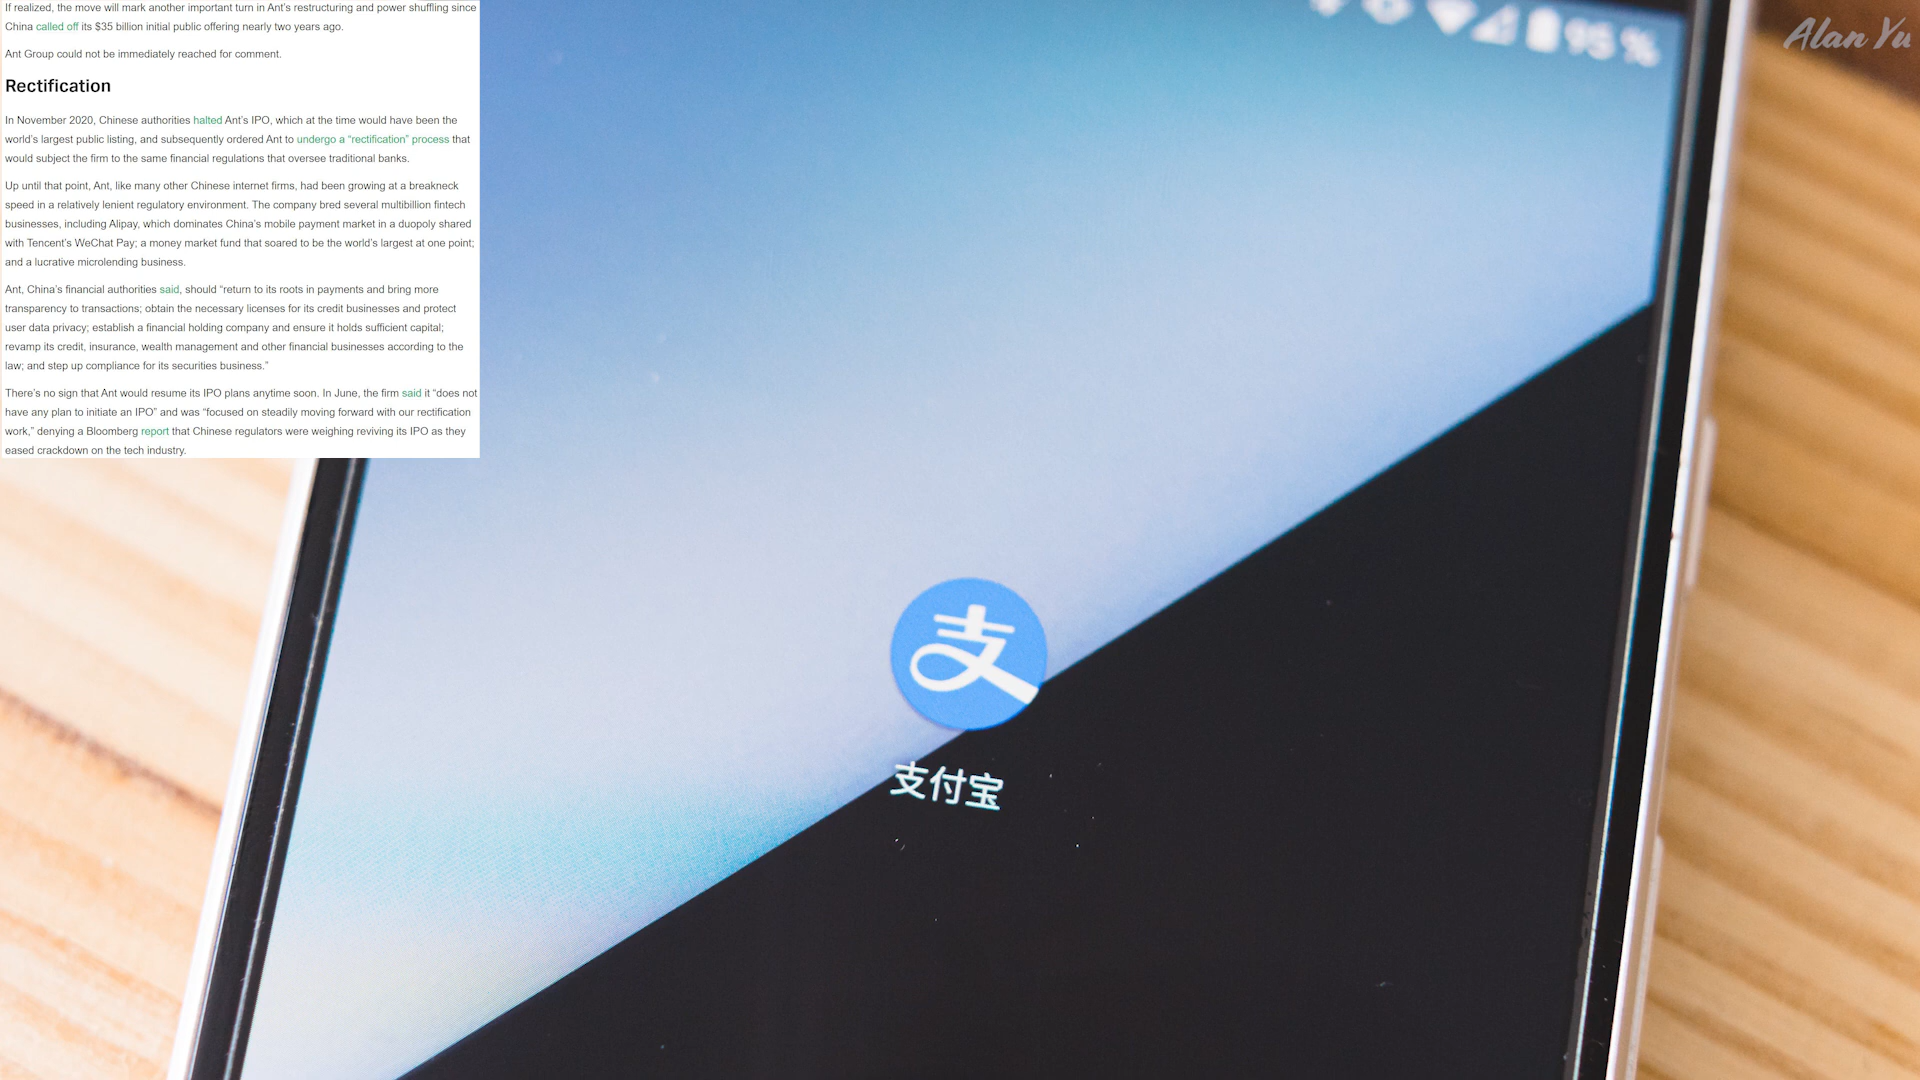 If realized, the move will mark another important turn in Ant's restructuring and power shuffling since
China called off its $35 billion initial public offering nearly two years ago.
Ant Group could not be immediately reached for comment.
Rectification
In November 2020, Chinese authorities halted Ant's IPO, which at the time would have been the
world's largest public listing, and subsequently ordered Ant to undergo a “rectification” process that
would subject the firm to the same financial regulations that oversee traditional banks.
Up until that point, Ant, like many other Chinese internet firms, had been growing at a breakneck
speed in a relatively lenient regulatory environment. The company bred several multibillion fintech
businesses, including Alipay, which dominates China's mobile payment market in a duopoly shared
with Tencent's WeChat Pay; a money market fund that soared to be the world's largest at one point;
and a lucrative microlending business.
Ant, China's financial authorities said, should “return to its roots in payments and bring more
transparency to transactions; obtain the necessary licenses for its credit businesses and protect
user data privacy; establish a financial holding company and ensure it holds sufficient capital;
revamp its credit, insurance, wealth management and other financial businesses according to the
law; and step up compliance for its securities business.”
There's no sign that Ant would resume its IPO plans anytime soon. In June, the firm said it “does not
have any plan to initiate an IPO” and was “focused on steadily moving forward with our rectification
work,” denying a Bloomberg report that Chinese regulators were weighing reviving its IPO as they
eased crackdown on the tech industry.
95 %
Alan Yu
支
支付宝